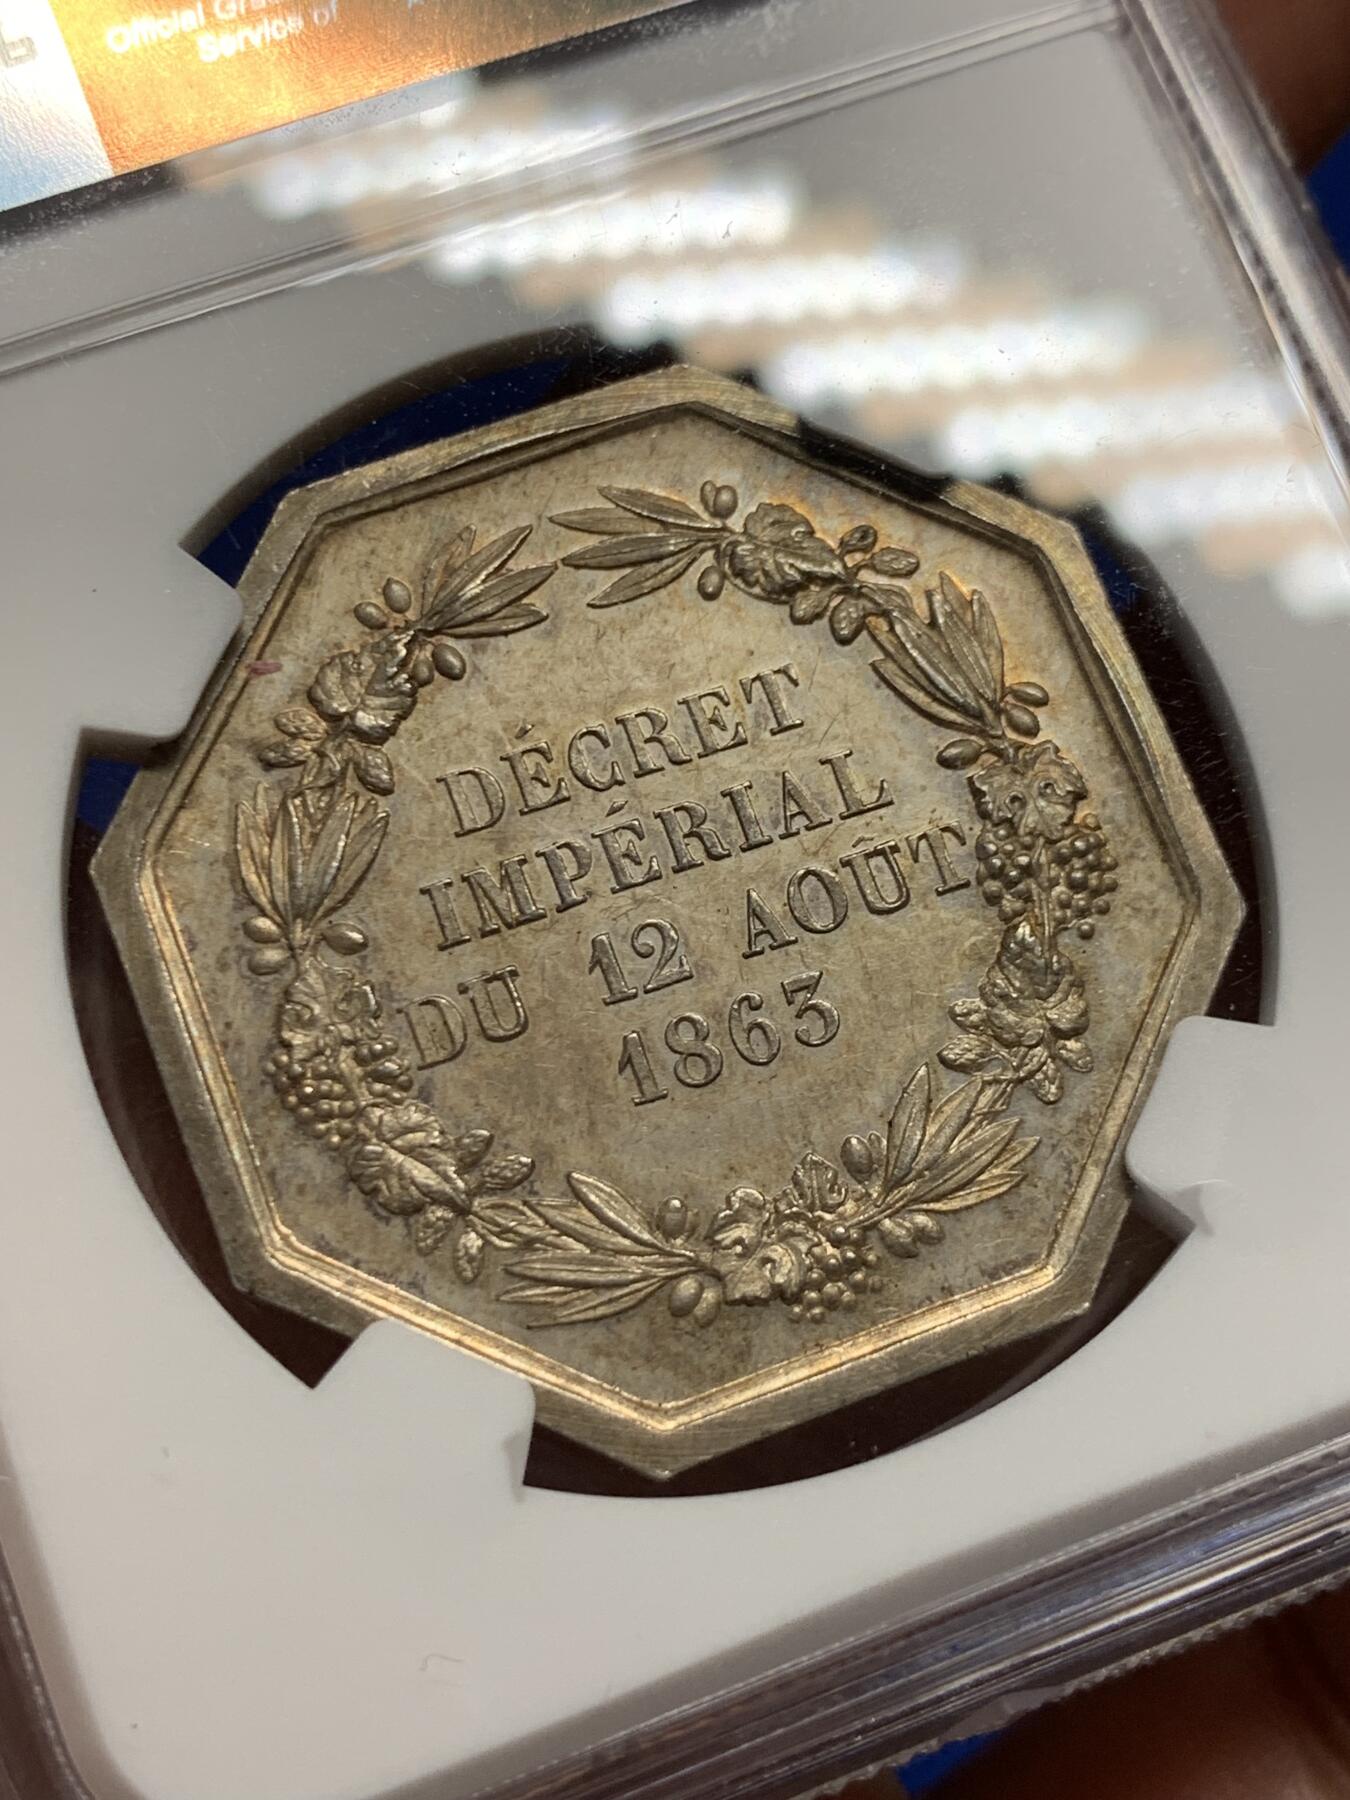 Official
Service of
DÉCRET
IMPÉRIAL
DU 12 AOÛT
1863